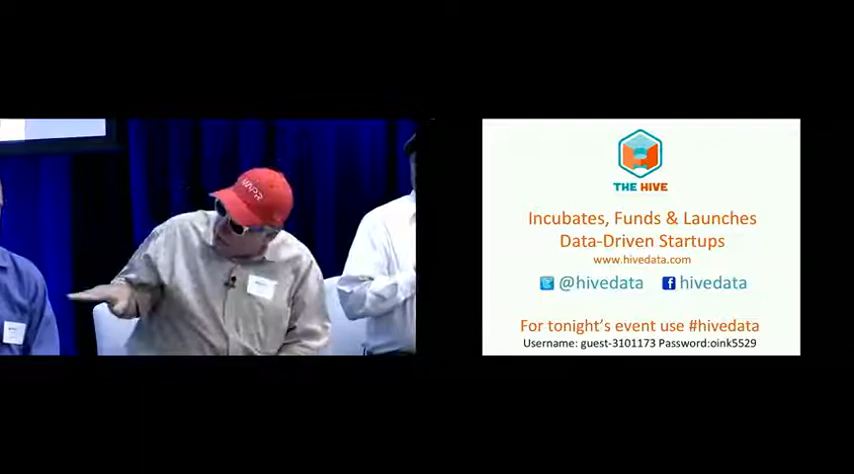 MAPR
THE HIVE
Incubates, Funds & Launches
Data-Driven Startups
www.hivedata.com
@hivedata hivedata
For tonight's event use #hivedata
Username: guest-3101173 Password:oink5529